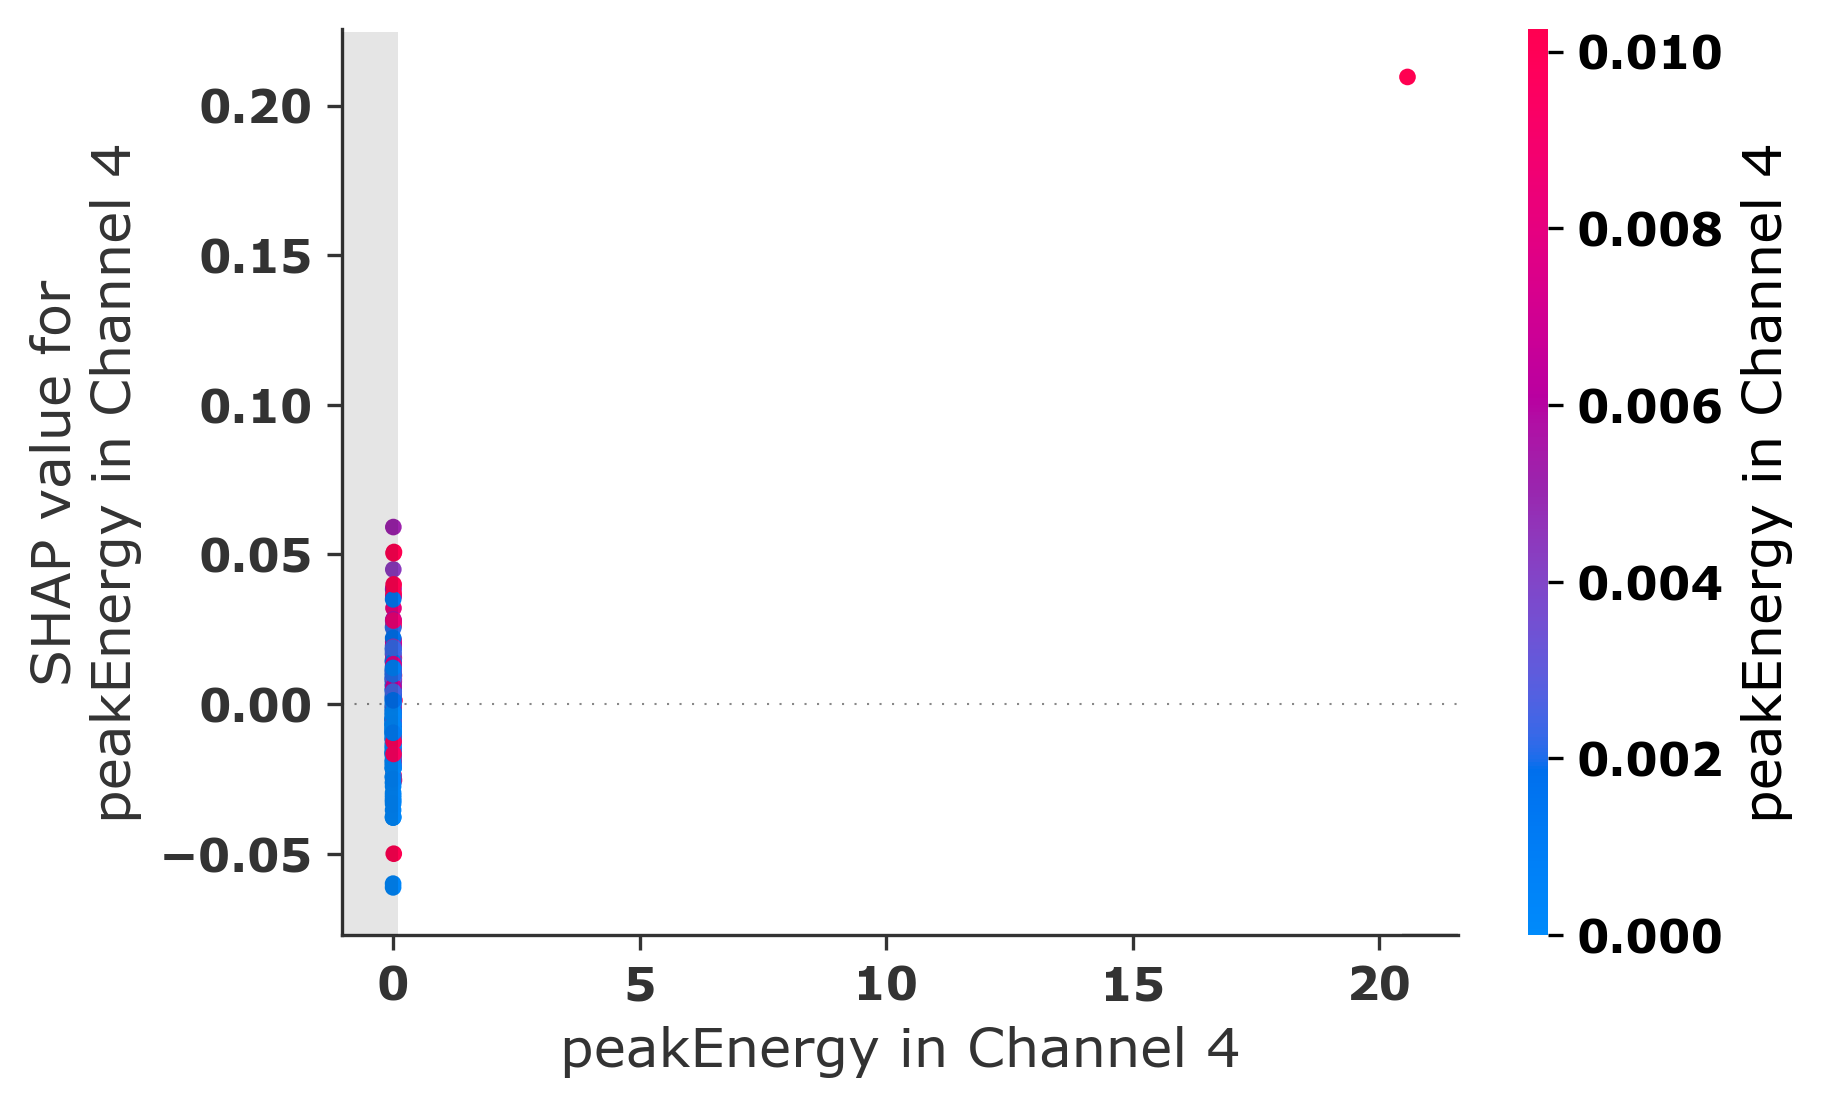 SHAP value for
peakEnergy in Channel 4
0.20
0.15
0.10
0.05
0.00
−0.05
0 5 10 15 20
peakEnergy in Channel 4
0.010
0.008
0.006
0.004
0.002
0.000
peakEnergy in Channel 4